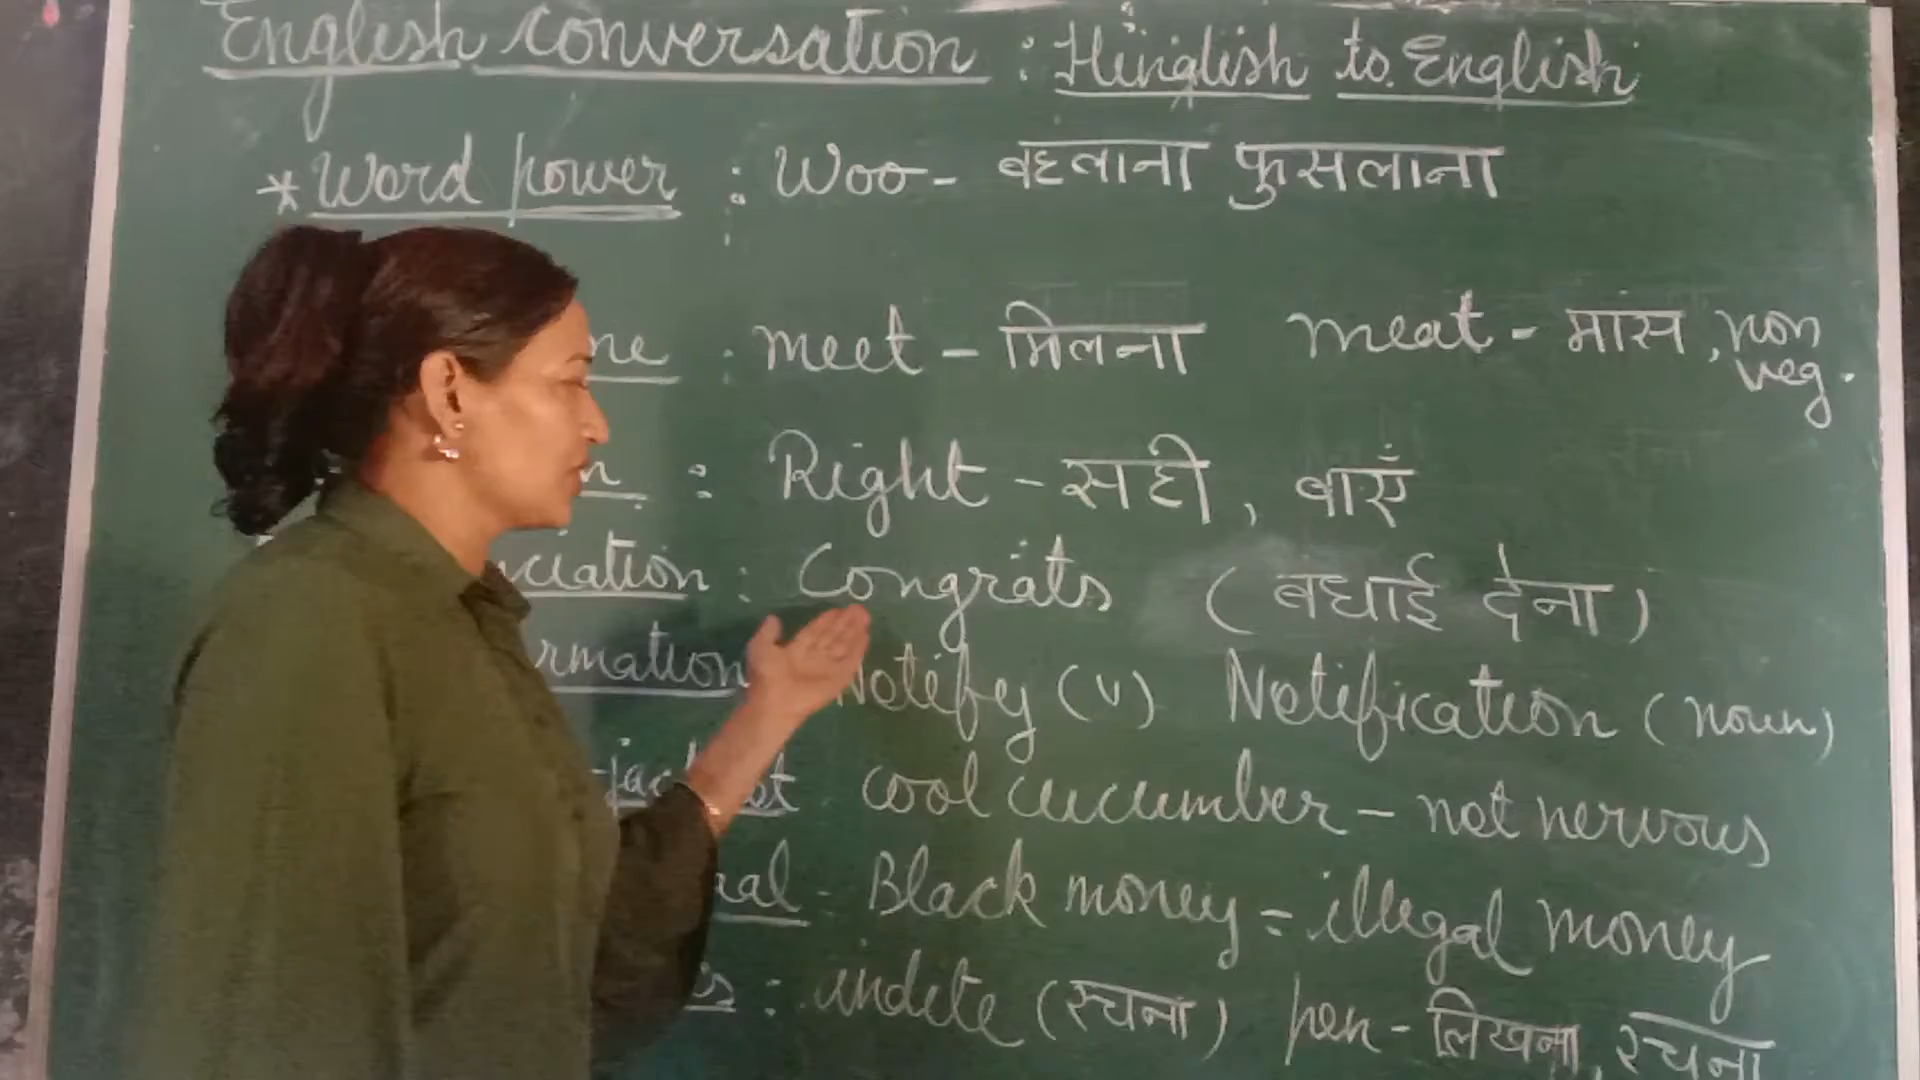 English conversation : Hinglish to English
* Word power : Woo - बहलाना फुसलाना
ne : meet - मिलना meat - मांस, non veg.
n : Right - सही, बाएँ
ciation : Congrats (बधाई देना)
rmation Notify (v) Notification (noun)
cool cucumber - not nervous
al - Black money = illegal money
s : indite (रचना) pen - लिखना, रचना